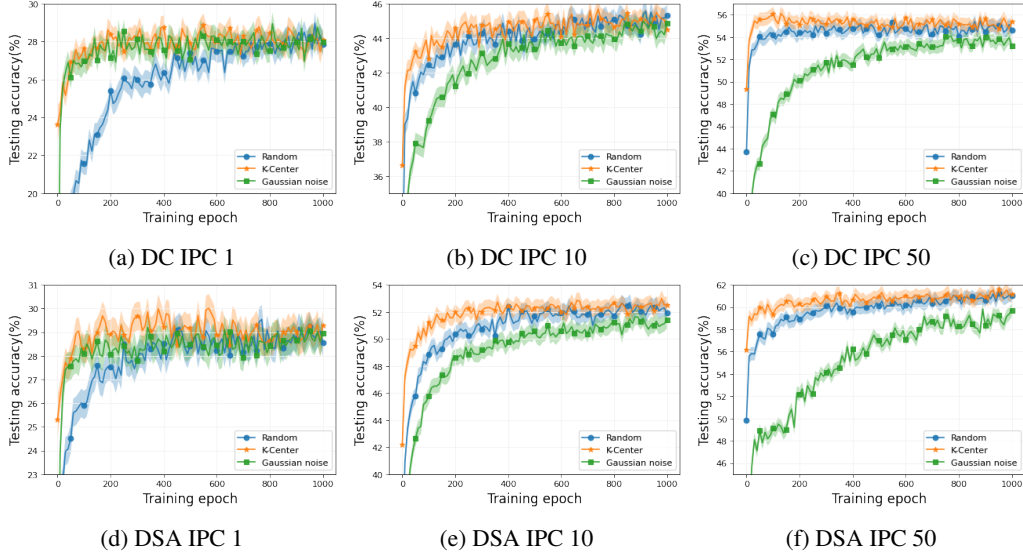 30
28
26
24
22
20
Testing accuracy(%)
0 200 400 600 800 1000
Training epoch
Random
K-Center
Gaussian noise
(a) DC IPC 1
46
44
42
40
38
36
Testing accuracy(%)
0 200 400 600 800 1000
Training epoch
Random
K-Center
Gaussian noise
(b) DC IPC 10
56
54
52
50
48
46
44
42
40
Testing accuracy(%)
0 200 400 600 800 1000
Training epoch
Random
K-Center
Gaussian noise
(c) DC IPC 50
31
30
29
28
27
26
25
24
23
Testing accuracy(%)
0 200 400 600 800 1000
Training epoch
Random
K-Center
Gaussian noise
(d) DSA IPC 1
54
52
50
48
46
44
42
40
Testing accuracy(%)
0 200 400 600 800 1000
Training epoch
Random
K-Center
Gaussian noise
(e) DSA IPC 10
62
60
58
56
54
52
50
48
46
Testing accuracy(%)
0 200 400 600 800 1000
Training epoch
Random
K-Center
Gaussian noise
(f) DSA IPC 50